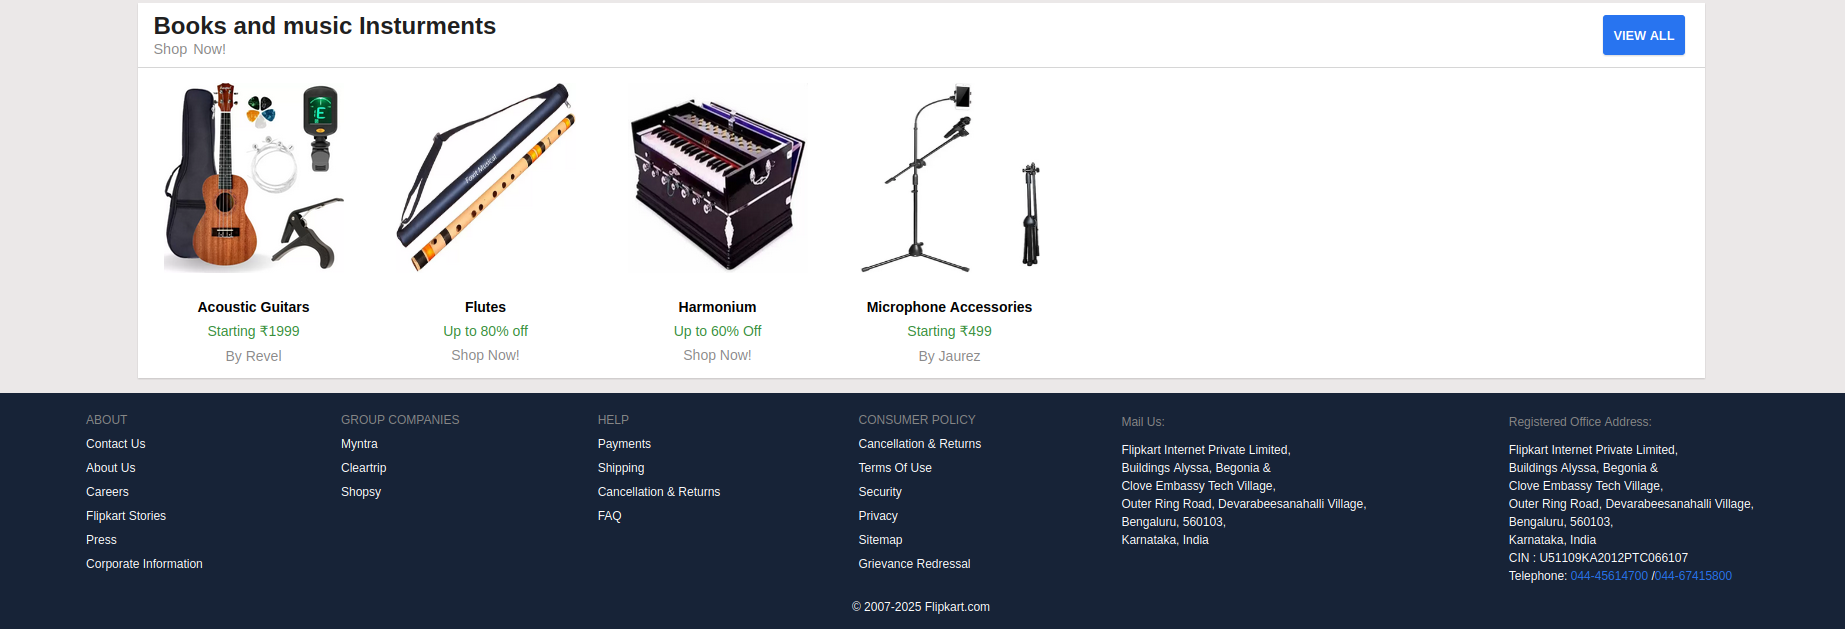 Books and music Insturments
Shop Now!
VIEW ALL
E
Foxit Musical
Acoustic Guitars
Starting ₹1999
By Revel
Flutes
Up to 80% off
Shop Now!
Harmonium
Up to 60% Off
Shop Now!
Microphone Accessories
Starting ₹499
By Jaurez
ABOUT
Contact Us
About Us
Careers
Flipkart Stories
Press
Corporate Information
GROUP COMPANIES
Myntra
Cleartrip
Shopsy
HELP
Payments
Shipping
Cancellation & Returns
FAQ
CONSUMER POLICY
Cancellation & Returns
Terms Of Use
Security
Privacy
Sitemap
Grievance Redressal
Mail Us:
Flipkart Internet Private Limited,
Buildings Alyssa, Begonia &
Clove Embassy Tech Village,
Outer Ring Road, Devarabeesanahalli Village,
Bengaluru, 560103,
Karnataka, India
Registered Office Address:
Flipkart Internet Private Limited,
Buildings Alyssa, Begonia &
Clove Embassy Tech Village,
Outer Ring Road, Devarabeesanahalli Village,
Bengaluru, 560103,
Karnataka, India
CIN : U51109KA2012PTC066107
Telephone: 044-45614700 /044-67415800
© 2007-2025 Flipkart.com